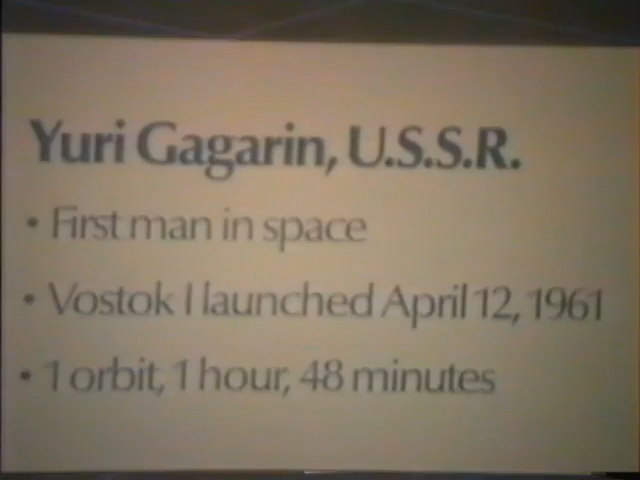 Yuri Gagarin, U.S.S.R.
• First man in space
• Vostok I launched April 12, 1961
• 1 orbit, 1 hour, 48 minutes